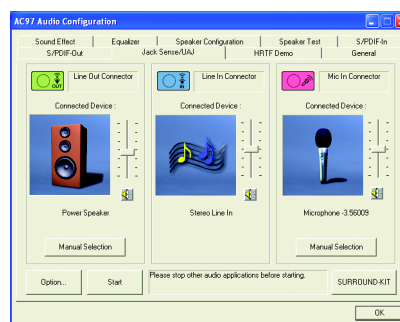 AC97 Audio Configuration
Sound Effect Equalizer Speaker Configuration Speaker Test S/PDIF-In
S/PDIF-Out Jack Sense/UAJ HRTF Demo General
OUT Line Out Connector IN Line In Connector Mic In Connector
Connected Device : Connected Device : Connected Device :
Power Speaker Stereo Line In Microphone -3.56009
Manual Selection Manual Selection
Option... Start Please stop other audio applications before starting. SURROUND-KIT
OK